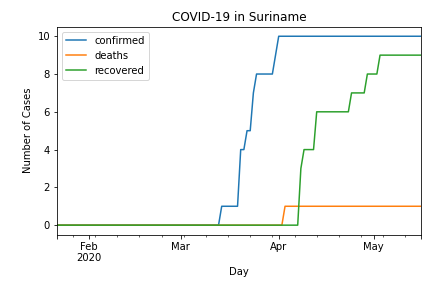 COVID-19 in Suriname
confirmed
deaths
recovered
Number of Cases
10
8
6
4
2
0
Feb
2020
Mar
Apr
May
Day